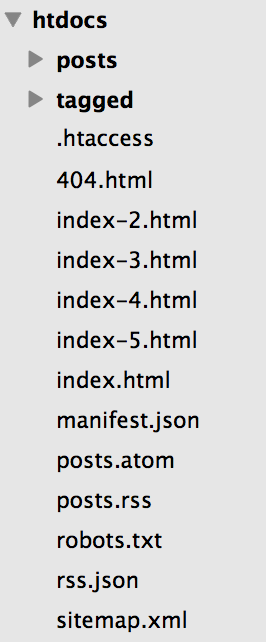 htdocs
posts
tagged
.htaccess
404.html
index-2.html
index-3.html
index-4.html
index-5.html
index.html
manifest.json
posts.atom
posts.rss
robots.txt
rss.json
sitemap.xml